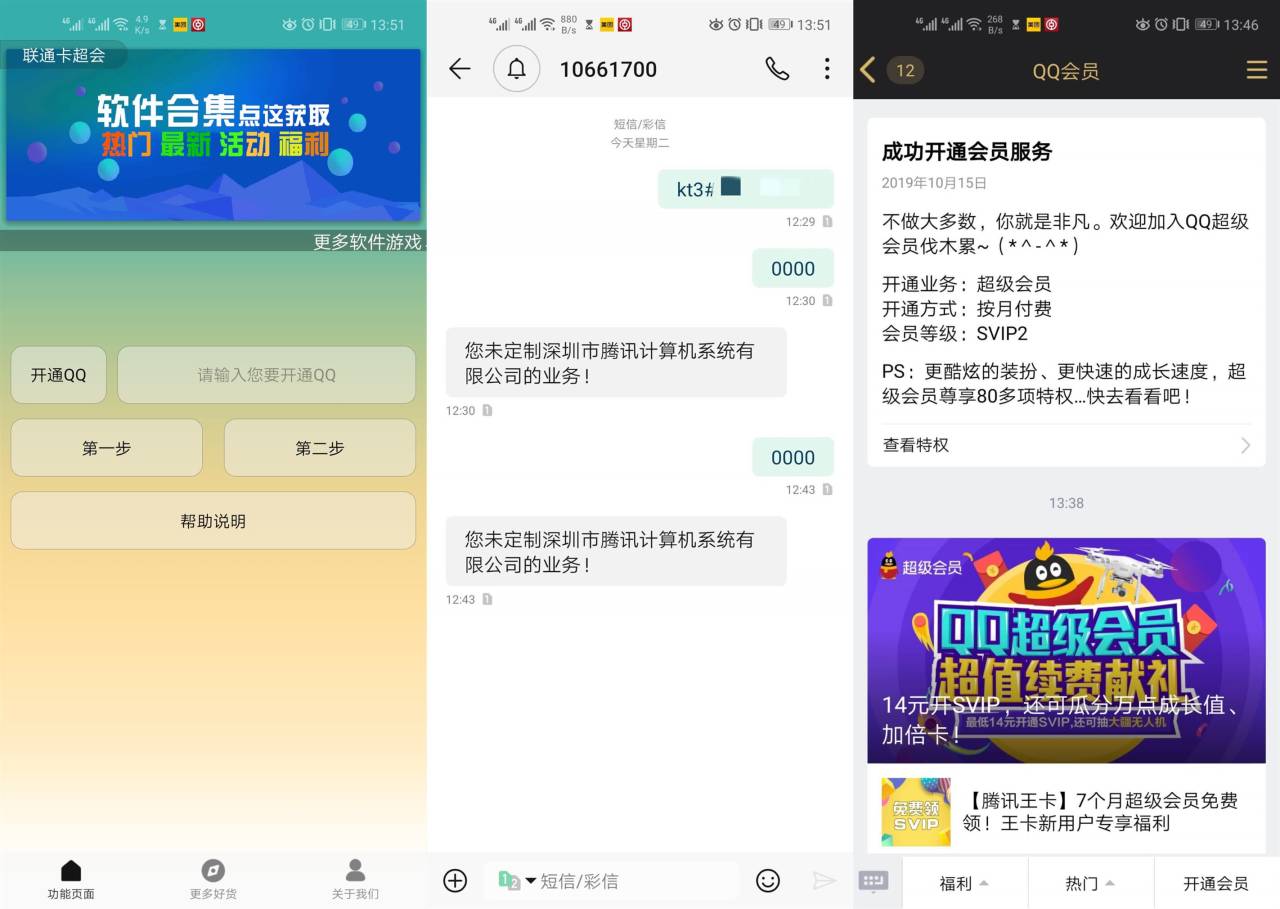 4.9
K/s
49
13:51
联通卡超会
软件合集点这获取
热门 最新 活动 福利
更多软件游戏
开通QQ
请输入您要开通QQ
第一步
第二步
帮助说明
功能页面
更多好货
关于我们
880
B/s
49
13:51
10661700
短信/彩信
今天星期二
kt3#
12:29
0000
12:30
您未定制深圳市腾讯计算机系统有
限公司的业务!
12:30
0000
12:43
您未定制深圳市腾讯计算机系统有
限公司的业务!
12:43
短信/彩信
268
B/s
49
13:46
12
QQ会员
成功开通会员服务
2019年10月15日
不做大多数，你就是非凡。欢迎加入QQ超级
会员伐木累~ (*^-^*)
开通业务：超级会员
开通方式：按月付费
会员等级：SVIP2
PS：更酷炫的装扮、更快速的成长速度，超
级会员尊享80多项特权...快去看看吧！
查看特权
13:38
超级会员
QQ超级会员
超值续费献礼
14元开SVIP，还可瓜分万点成长值、
加倍卡！
最低14元开通SVIP,还可抽大疆无人机
免费领
SVIP
【腾讯王卡】7个月超级会员免费
领！王卡新用户专享福利
福利
热门
开通会员